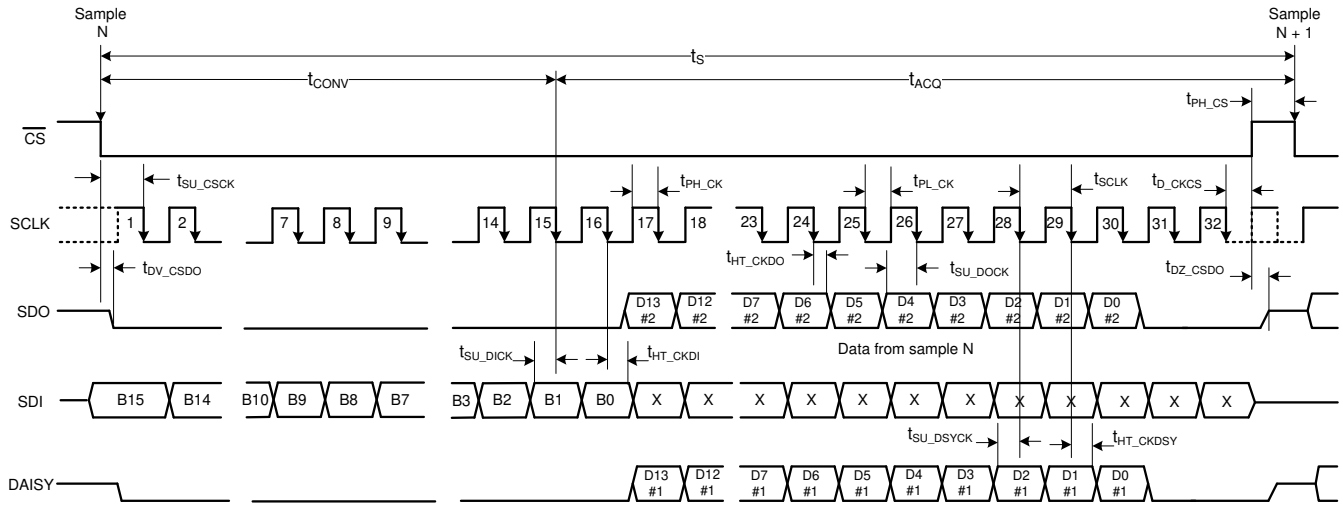 Sample
N
Sample
N + 1
tS
tCONV
tACQ
tPH_CS
CS
tSU_CSCK
tPH_CK
tPL_CK
tSCLK
tD_CKCS
SCLK
1 2 7 8 9 14 15 16 17 18 23 24 25 26 27 28 29 30 31 32
tDV_CSDO
tHT_CKDO
tSU_DOCK
tDZ_CSDO
SDO
D13 D12 D7 D6 D5 D4 D3 D2 D1 D0
#2 #2 #2 #2 #2 #2 #2 #2 #2 #2
Data from sample N
tSU_DICK
tHT_CKDI
SDI
B15 B14 B10 B9 B8 B7 B3 B2 B1 B0 X X X X X X X X X X X X
tSU_DSYCK
tHT_CKDSY
DAISY
D13 D12 D7 D6 D5 D4 D3 D2 D1 D0
#1 #1 #1 #1 #1 #1 #1 #1 #1 #1